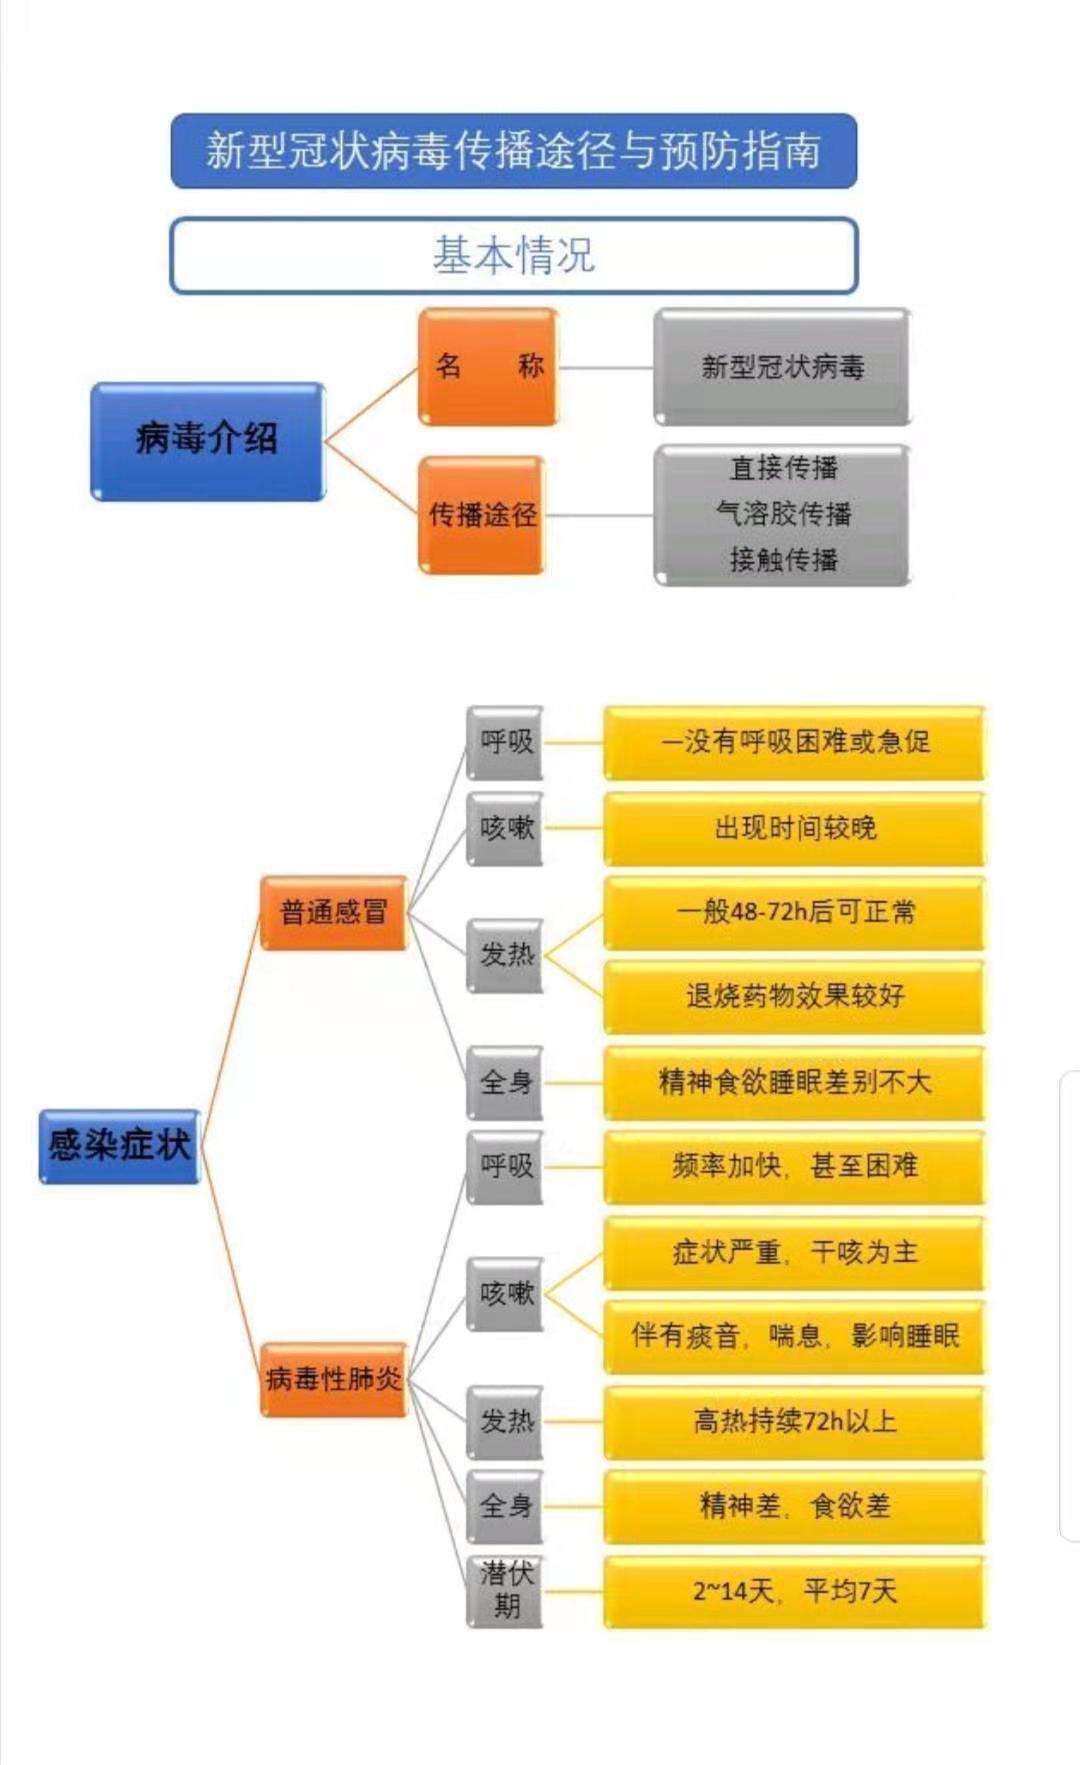 新型冠状病毒传播途径与预防指南
基本情况
病毒介绍
名 称
新型冠状病毒
传播途径
直接传播
气溶胶传播
接触传播
感染症状
普通感冒
呼吸
一没有呼吸困难或急促
咳嗽
出现时间较晚
发热
一般48-72h后可正常
退烧药物效果较好
全身
精神食欲睡眠差别不大
病毒性肺炎
呼吸
频率加快，甚至困难
咳嗽
症状严重，干咳为主
伴有痰音，喘息，影响睡眠
发热
高热持续72h以上
全身
精神差，食欲差
潜伏
期
2~14天，平均7天